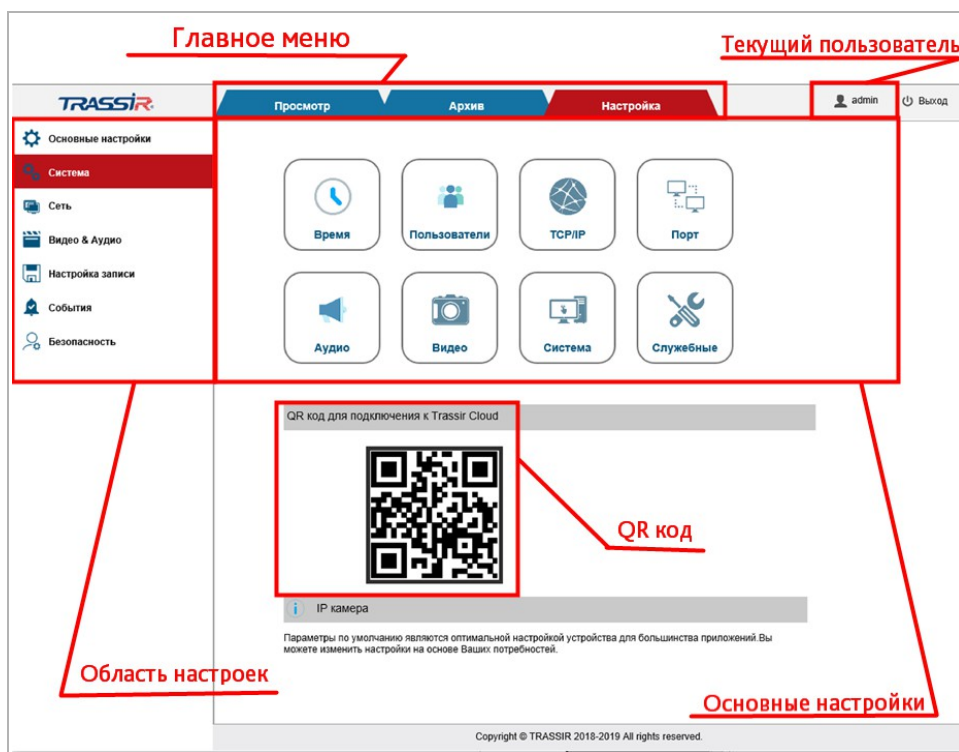 Главное меню
Текущий пользователь
TRASSIR
Просмотр
Архив
Настройка
admin
Выход
Основные настройки
Система
Сеть
Видео & Аудио
Настройка записи
События
Безопасность
Время
Пользователи
TCP/IP
Порт
Аудио
Видео
Система
Служебные
QR код для подключения к Trassir Cloud
QR код
i IP камера
Параметры по умолчанию являются оптимальной настройкой устройства для большинства приложений.Вы
можете изменить настройки на основе Ваших потребностей.
Область настроек
Основные настройки
Copyright © TRASSIR 2018-2019 All rights reserved.